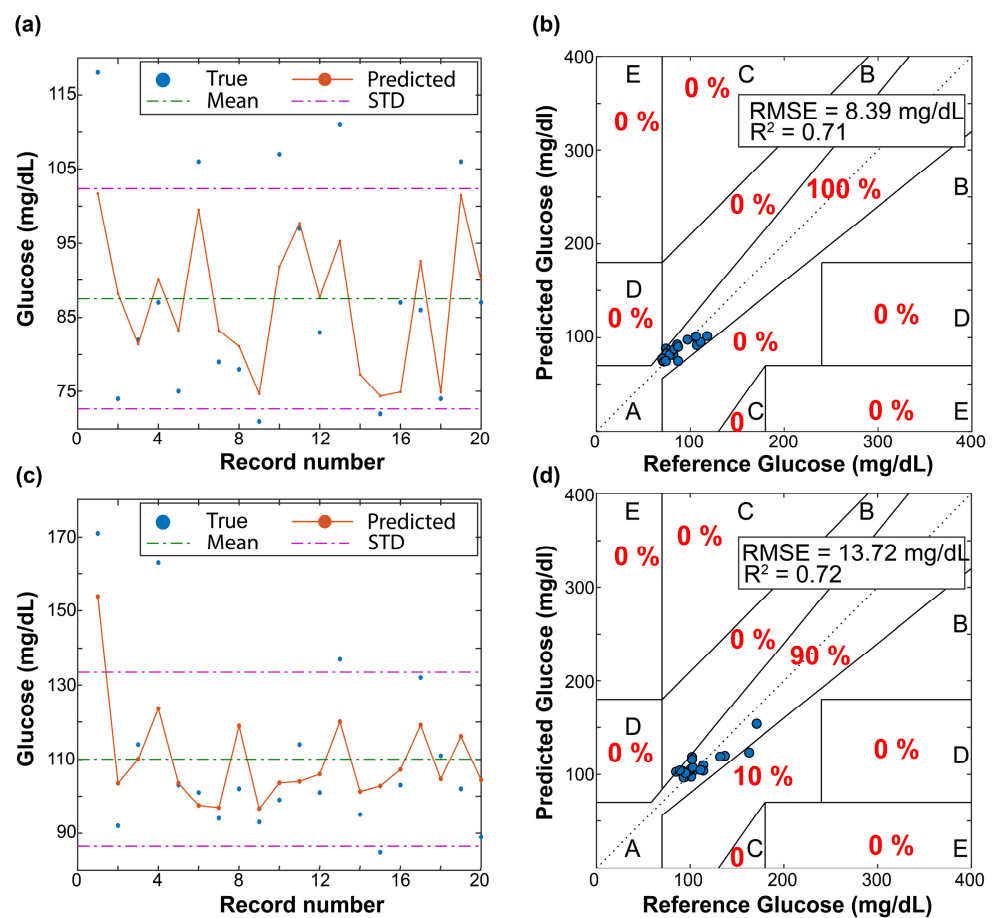 (a)
True
Predicted
Mean
STD
115
105
95
85
75
0
4
8
12
16
20
Glucose (mg/dL)
Record number
(b)
400
300
200
100
0
100
200
300
400
Predicted Glucose (mg/dl)
Reference Glucose (mg/dL)
E
C
B
0 %
0 %
RMSE = 8.39 mg/dL
R² = 0.71
100 %
B
0 %
D
0 %
0 %
D
0 %
A
0
C
0 %
E
(c)
True
Predicted
Mean
STD
170
150
130
110
90
0
4
8
12
16
20
Glucose (mg/dL)
Record number
(d)
400
300
200
100
0
100
200
300
400
Predicted Glucose (mg/dl)
Reference Glucose (mg/dL)
E
C
B
0 %
0 %
RMSE = 13.72 mg/dL
R² = 0.72
B
0 %
90 %
D
0 %
0 %
D
10 %
A
0
C
0 %
E